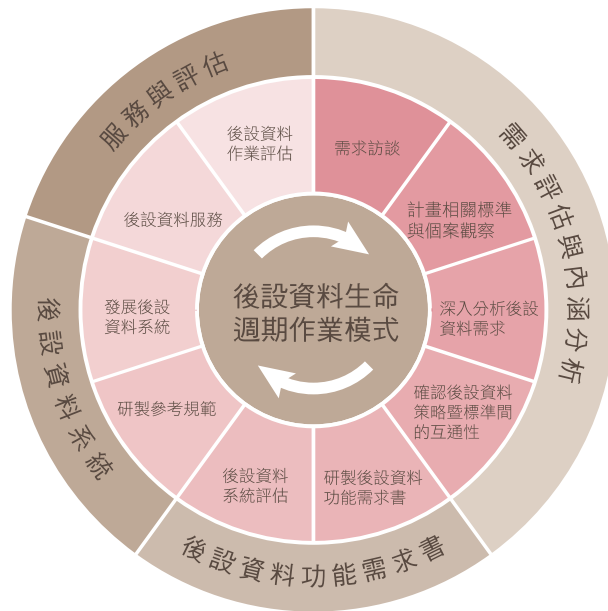 後設資料生命
週期作業模式
需求評估與內涵分析
需求訪談
計畫相關標準
與個案觀察
深入分析後設
資料需求
確認後設資料
策略暨標準間
的互通性
後設資料功能需求書
研製後設資料
功能需求書
後設資料
系統評估
後設資料系統
研製參考規範
發展後設
資料系統
服務與評估
後設資料服務
後設資料
作業評估